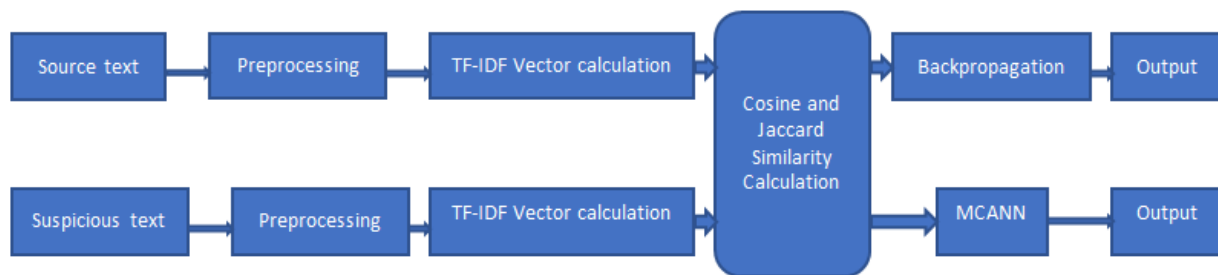 Source text
Preprocessing
TF-IDF Vector calculation
Cosine and
Jaccard
Similarity
Calculation
Backpropagation
Output
Suspicious text
Preprocessing
TF-IDF Vector calculation
MCANN
Output